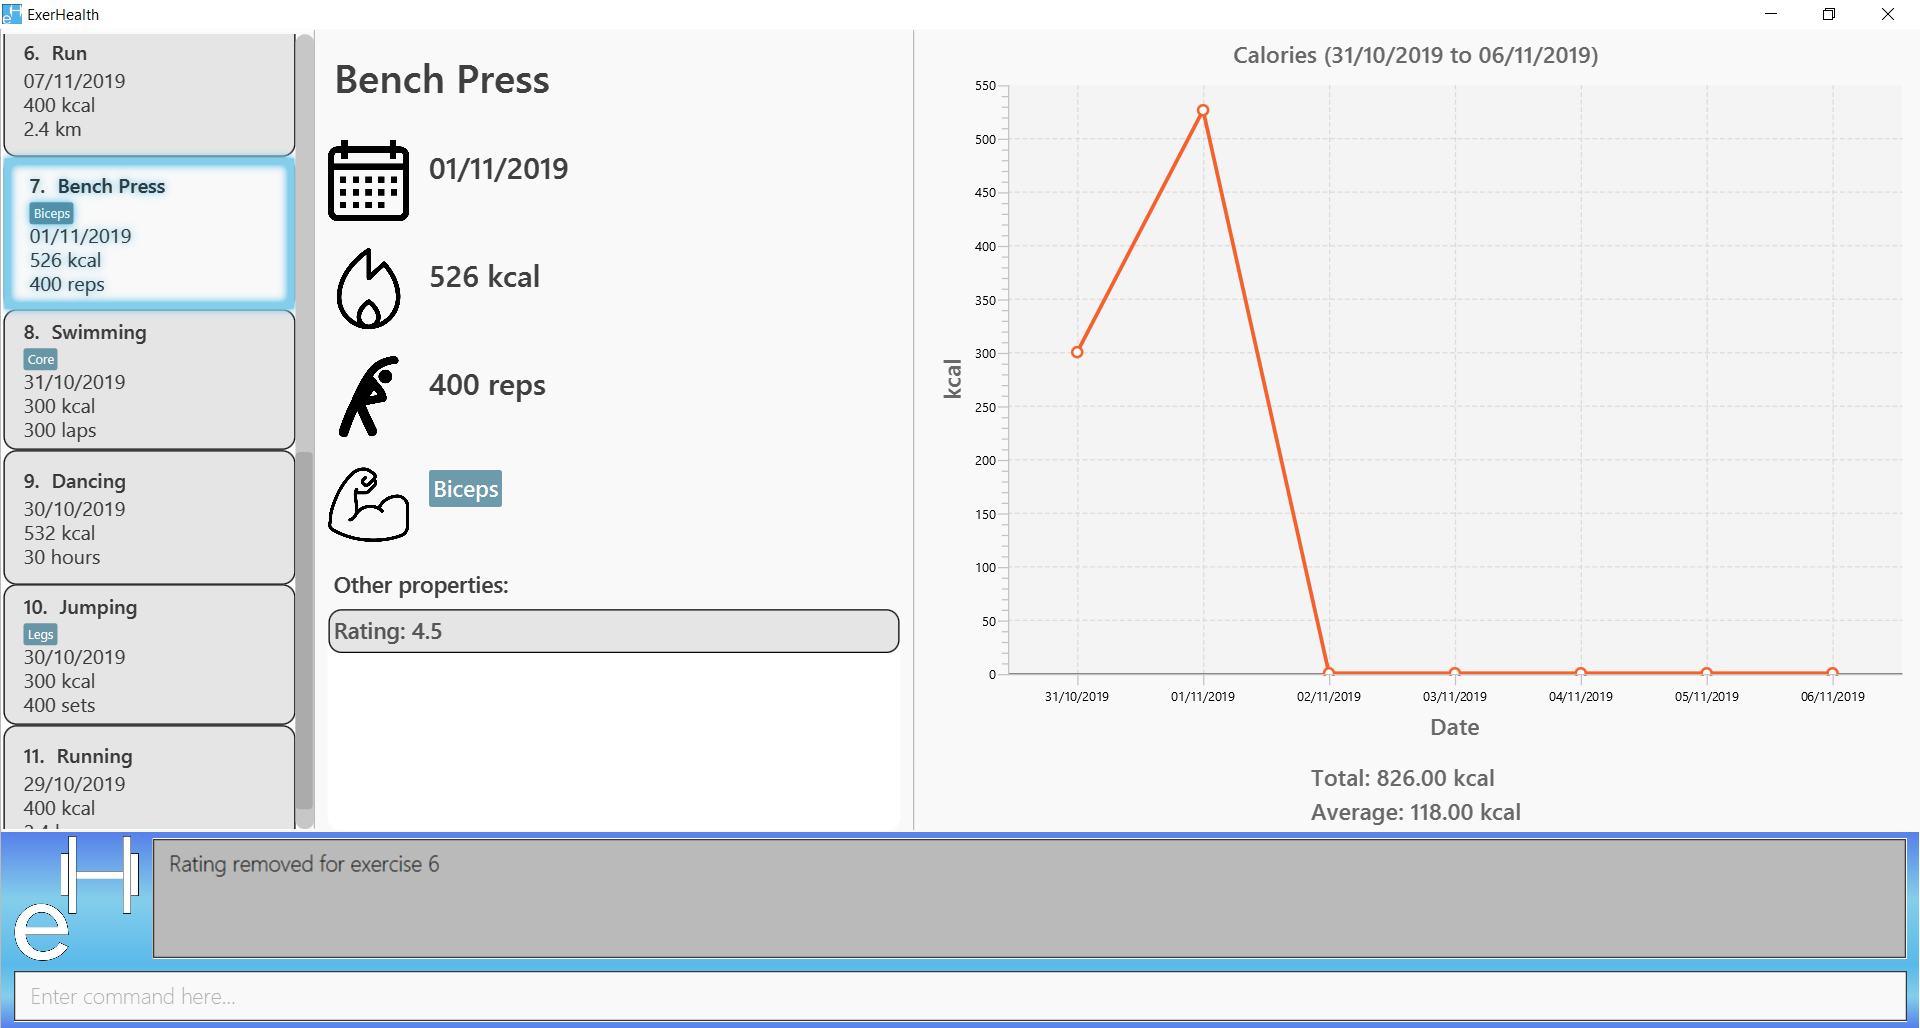 ExerHealth
6. Run
07/11/2019
400 kcal
2.4 km
7. Bench Press
Biceps
01/11/2019
526 kcal
400 reps
8. Swimming
Core
31/10/2019
300 kcal
300 laps
9. Dancing
30/10/2019
532 kcal
30 hours
10. Jumping
Legs
30/10/2019
300 kcal
400 sets
11. Running
29/10/2019
400 kcal
Bench Press
01/11/2019
526 kcal
400 reps
Biceps
Other properties:
Rating: 4.5
Calories (31/10/2019 to 06/11/2019)
550
500
450
400
350
300
250
200
150
100
50
0
kcal
31/10/2019 01/11/2019 02/11/2019 03/11/2019 04/11/2019 05/11/2019 06/11/2019
Date
Total: 826.00 kcal
Average: 118.00 kcal
eH
Rating removed for exercise 6
Enter command here...